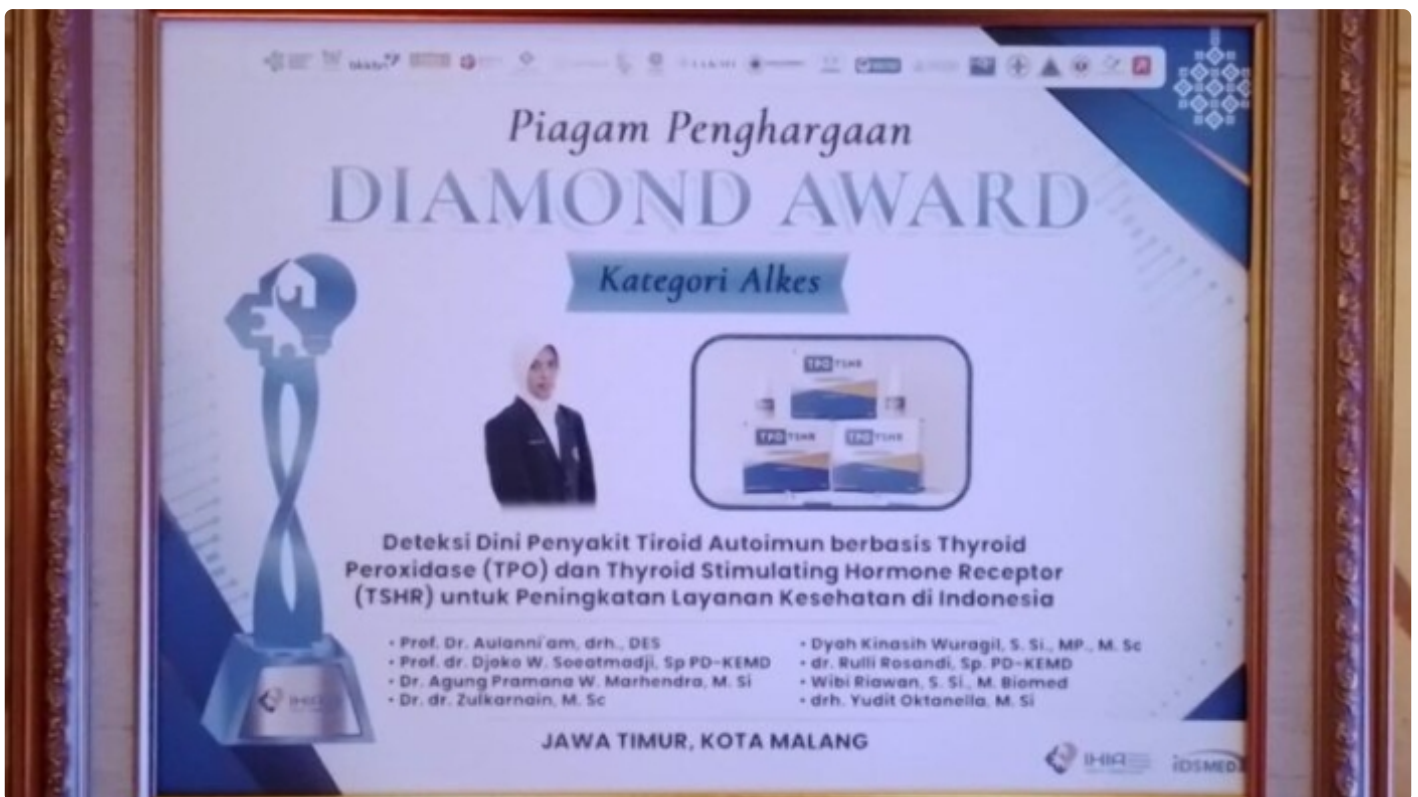 bkkbn
Piagam Penghargaan
DIAMOND AWARD
Kategori Alkes
TPO TSHR
TPO TSHR
TPO TSHR
Deteksi Dini Penyakit Tiroid Autoimun berbasis Thyroid
Peroxidase (TPO) dan Thyroid Stimulating Hormone Receptor
(TSHR) untuk Peningkatan Layanan Kesehatan di Indonesia
• Prof. Dr. Aulanni'am, drh., DES
• Prof. dr. Djoko W. Soeatmadji, Sp PD-KEMD
• Dr. Agung Pramana W. Marhendra, M. Si
• Dr. dr. Zulkarnain, M. Sc
• Dyah Kinasih Wuragil, S. Si., MP., M. Sc
• dr. Rulli Rosandi, Sp. PD-KEMD
• Wibi Riawan, S. Si., M. Biomed
• drh. Yudit Oktanella, M. Si
IHIA
JAWA TIMUR, KOTA MALANG
IHIA
iDSMED